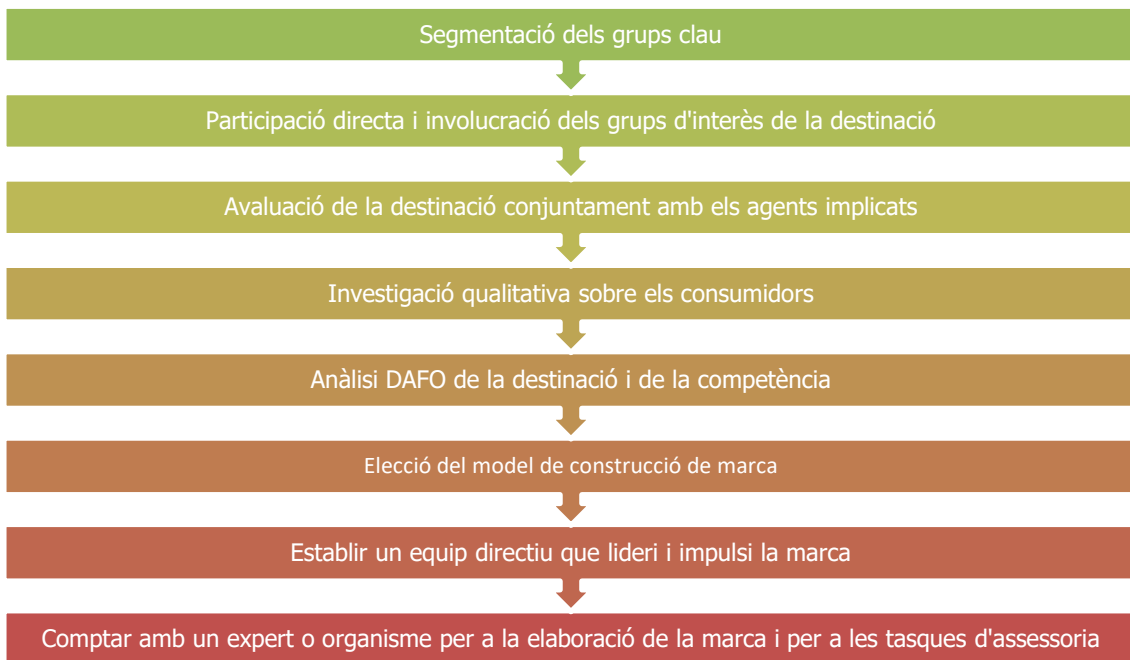 Segmentació dels grups clau
Participació directa i involucració dels grups d'interès de la destinació
Avaluació de la destinació conjuntament amb els agents implicats
Investigació qualitativa sobre els consumidors
Anàlisi DAFO de la destinació i de la competència
Elecció del model de construcció de marca
Establir un equip directiu que lideri i impulsi la marca
Comptar amb un expert o organisme per a la elaboració de la marca i per a les tasques d'assessoria